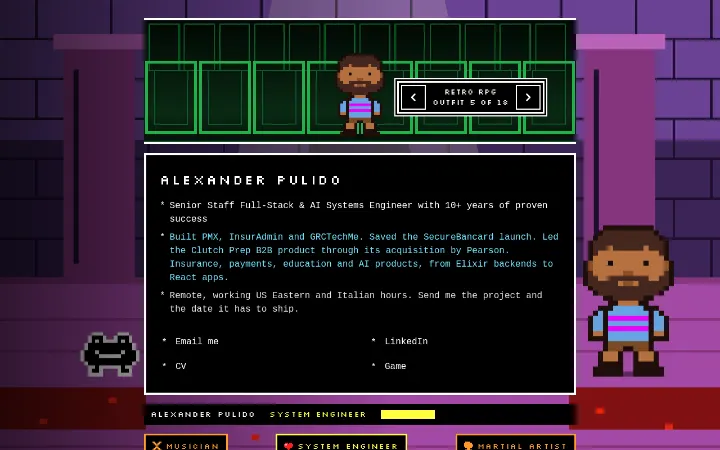 RETRO RPG
OUTFIT 5 OF 18
ALEXANDER PULIDO
* Senior Staff Full-Stack & AI Systems Engineer with 10+ years of proven
success
* Built PMX, InsurAdmin and GRCTechMe. Saved the SecureBancard launch. Led
the Clutch Prep B2B product through its acquisition by Pearson.
Insurance, payments, education and AI products, from Elixir backends to
React apps.
* Remote, working US Eastern and Italian hours. Send me the project and
the date it has to ship.
* Email me
* LinkedIn
* CV
* Game
ALEXANDER PULIDO SYSTEM ENGINEER
MUSICIAN
SYSTEM ENGINEER
MARTIAL ARTIST